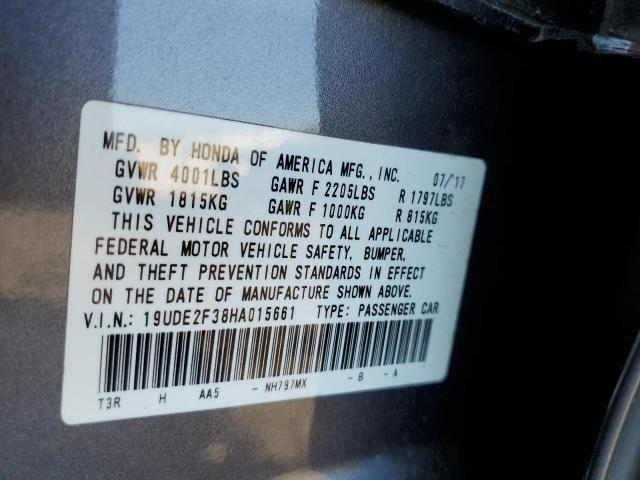 MFD. BY HONDA OF AMERICA MFG., INC. 07/'17
GVWR 4001LBS GAWR F 2205LBS R 1797LBS
GVWR 1815KG GAWR F 1000KG R 815KG
THIS VEHICLE CONFORMS TO ALL APPLICABLE
FEDERAL MOTOR VEHICLE SAFETY, BUMPER,
AND THEFT PREVENTION STANDARDS IN EFFECT
ON THE DATE OF MANUFACTURE SHOWN ABOVE.
V.I.N.: 19UDE2F38HA015661 TYPE: PASSENGER CAR
T3R H AA5 - NH797MX - B - A